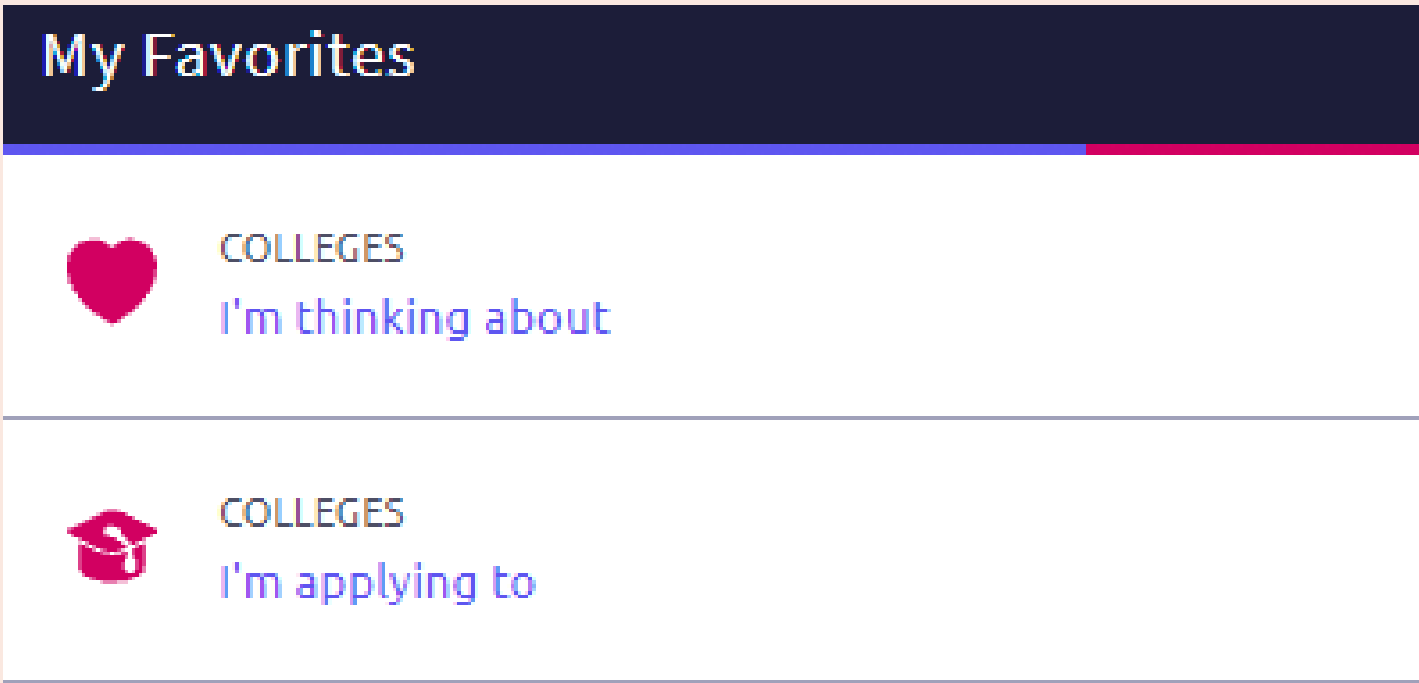 My Favorites
COLLEGES
I'm thinking about
COLLEGES
I'm applying to